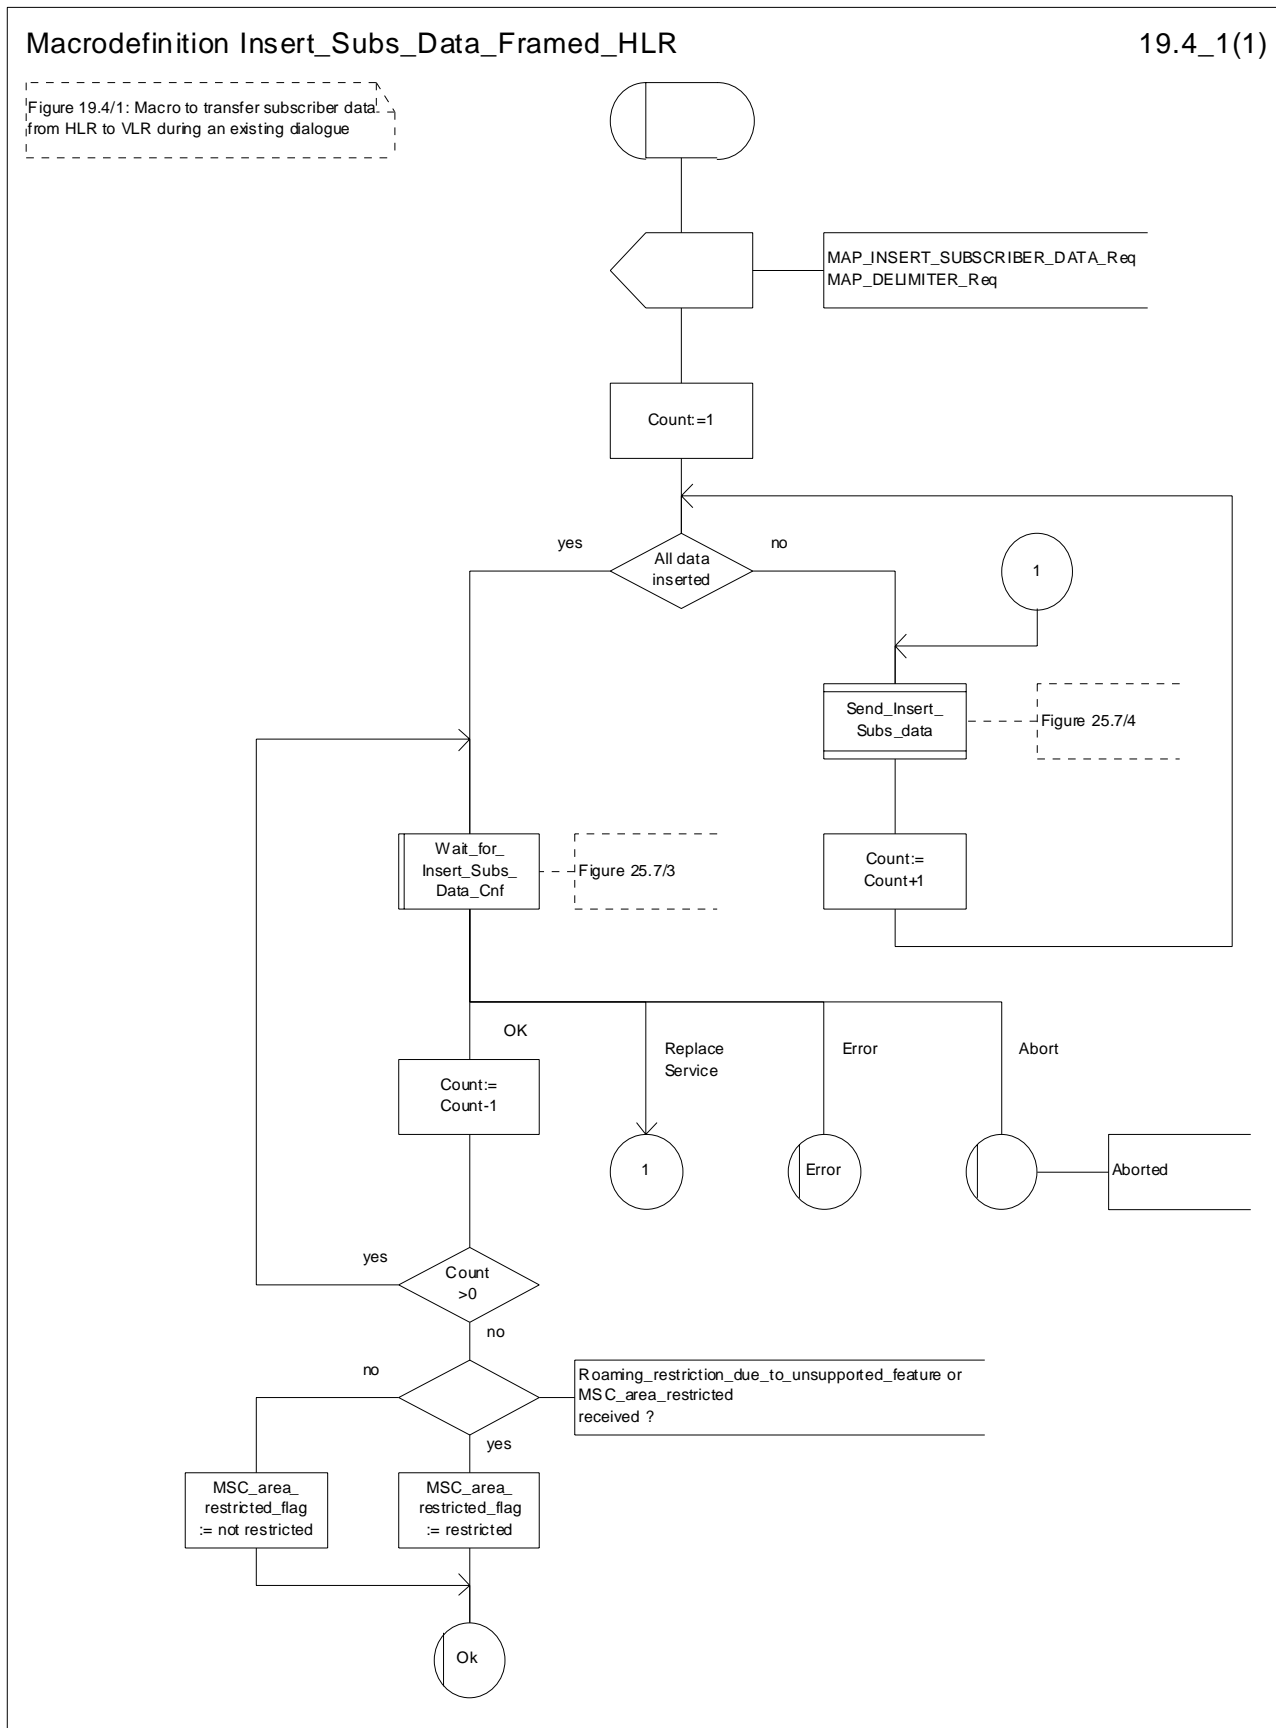 Macrodefinition Insert_Subs_Data_Framed_HLR
19.4_1(1)
Figure 19.4/1: Macro to transfer subscriber data
from HLR to VLR during an existing dialogue
MAP_INSERT_SUBSCRIBER_DATA_Req
MAP_DELIMITER_Req
Count:=1
yes
no
All data
inserted
1
Send_Insert_
Subs_data
Figure 25.7/4
Wait_for_
Insert_Subs_
Data_Cnf
Figure 25.7/3
Count:=
Count+1
OK
Replace
Service
Error
Abort
Count:=
Count-1
1
Error
Aborted
yes
Count
>0
no
no
Roaming_restriction_due_to_unsupported_feature or
MSC_area_restricted
received ?
yes
MSC_area_
restricted_flag
:= not restricted
MSC_area_
restricted_flag
:= restricted
Ok